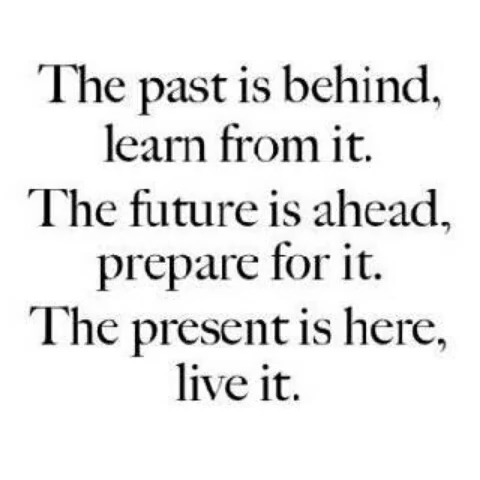 The past is behind,
learn from it.
The future is ahead,
prepare for it.
The present is here,
live it.